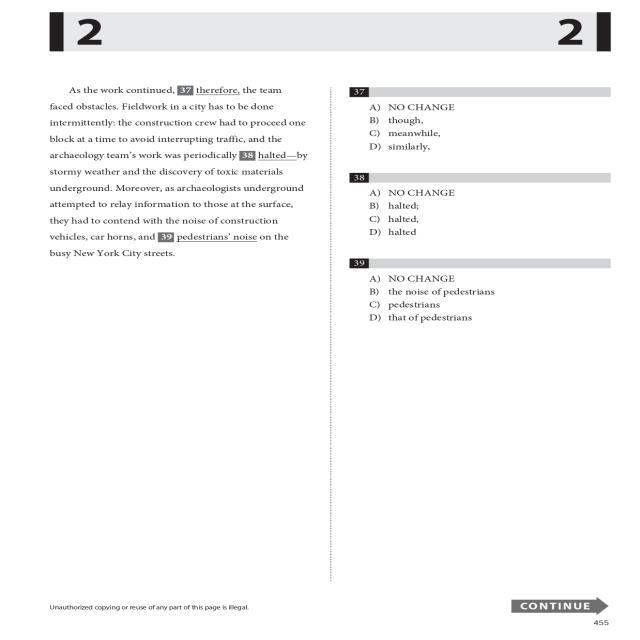 2 2
As the work continued, 37 therefore, the team
faced obstacles. Fieldwork in a city has to be done
intermittently: the construction crew had to proceed one
block at a time to avoid interrupting traffic, and the
archaeology team's work was periodically 38 halted—by
stormy weather and the discovery of toxic materials
underground. Moreover, as archaeologists underground
attempted to relay information to those at the surface,
they had to contend with the noise of construction
vehicles, car horns, and 39 pedestrians' noise on the
busy New York City streets.
37
A) NO CHANGE
B) though,
C) meanwhile,
D) similarly,
38
A) NO CHANGE
B) halted;
C) halted,
D) halted
39
A) NO CHANGE
B) the noise of pedestrians
C) pedestrians
D) that of pedestrians
Unauthorized copying or reuse of any part of this page is illegal.
CONTINUE
455